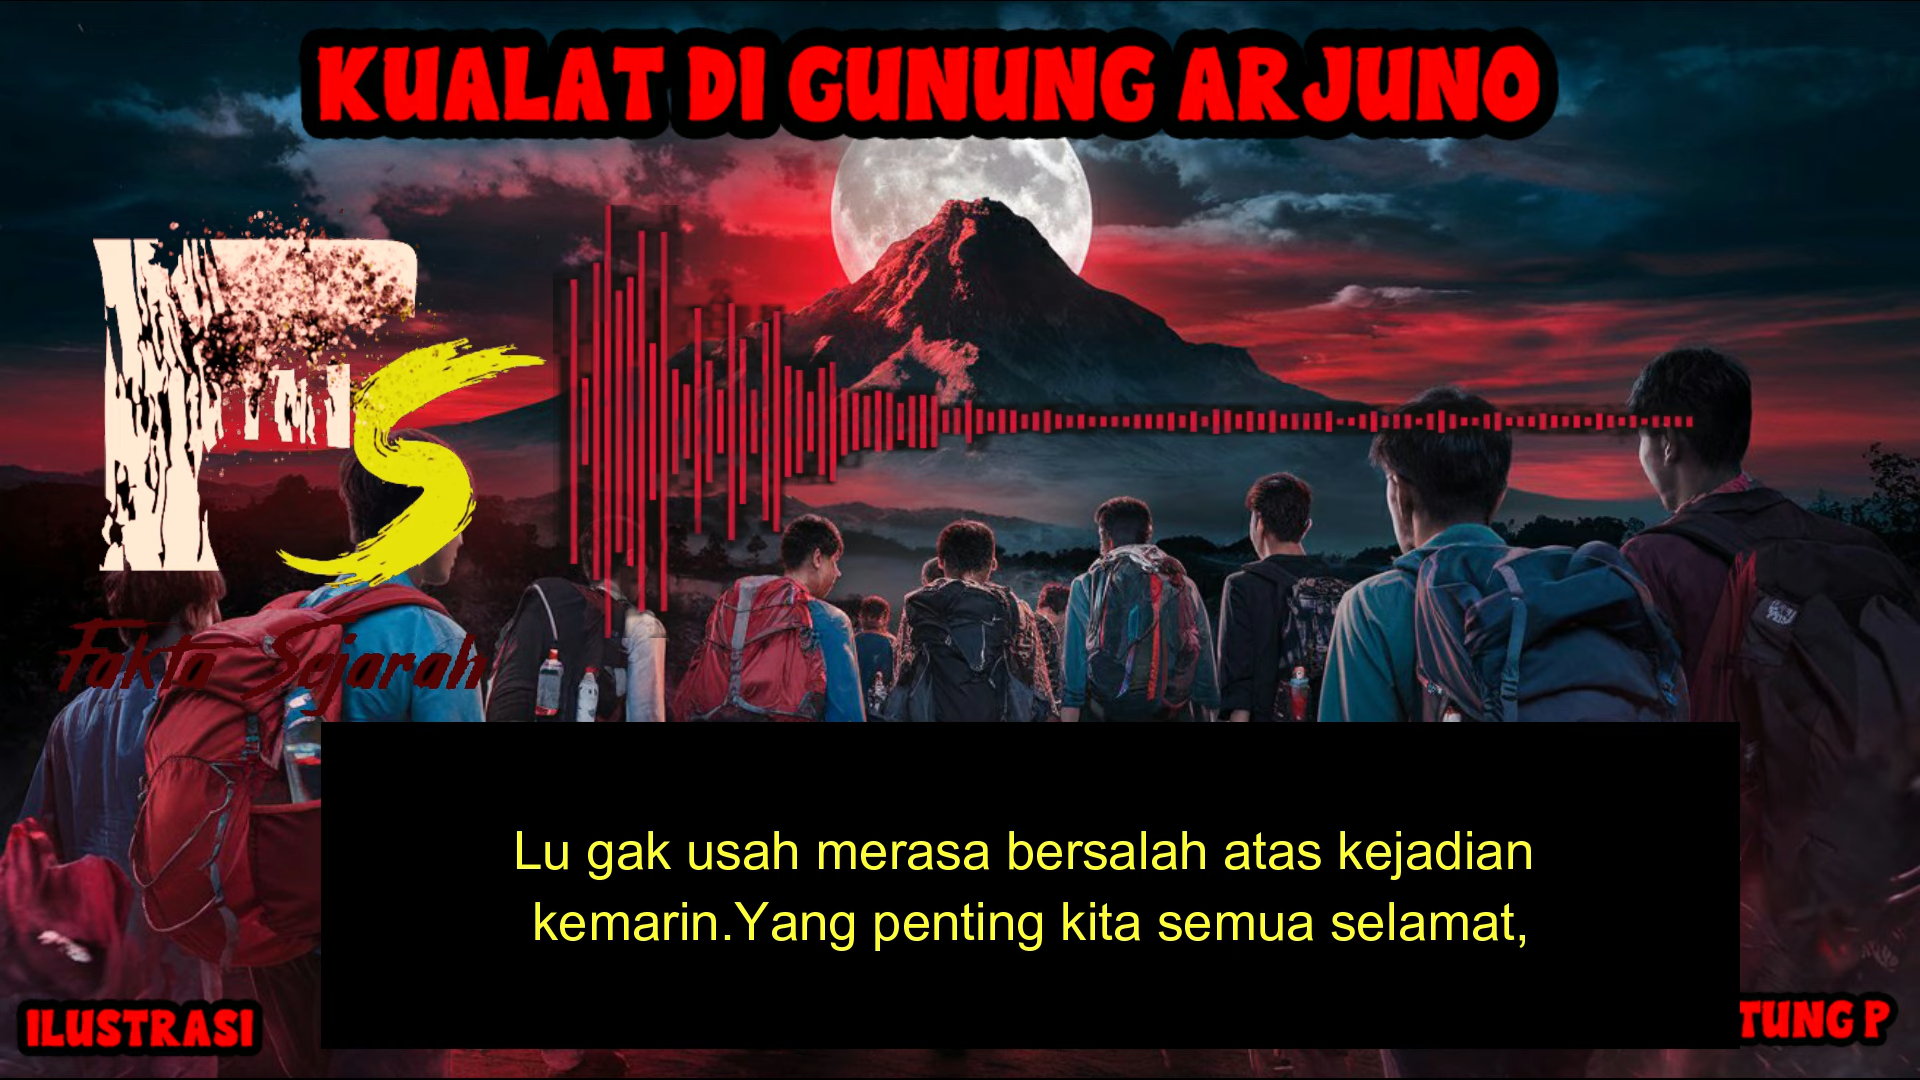 KUALAT DI GUNUNG ARJUNO
FS
Fakta Sejarah
Lu gak usah merasa bersalah atas kejadian
kemarin.Yang penting kita semua selamat,
ILUSTRASI
TUNG P